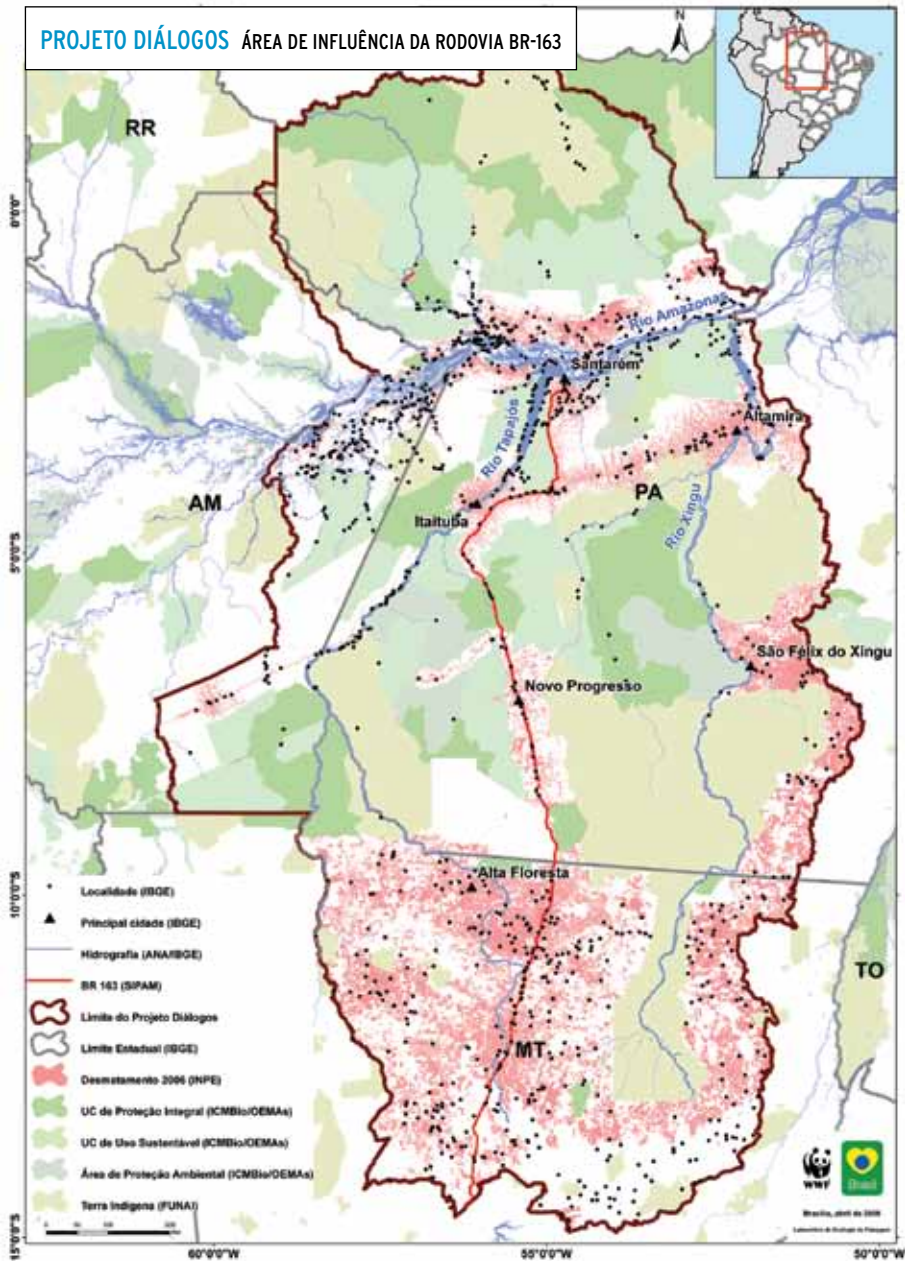 PROJETO DIÁLOGOS ÁREA DE INFLUÊNCIA DA RODOVIA BR-163
N
RR
0°0'0"
Rio Amazonas
Santarém
Rio Tapajós
Altamira
AM
PA
Itaituba
Rio Xingu
5°0'0"S
São Félix do Xingu
Novo Progresso
Alta Floresta
10°0'0"S
TO
MT
Localidade (IBGE)
Principal cidade (IBGE)
Hidrografia (ANA/IBGE)
BR 163 (SIPAM)
Limite do Projeto Diálogos
Limite Estadual (IBGE)
Desmatamento 2006 (INPE)
UC de Proteção Integral (ICMBio/OEMAs)
UC de Uso Sustentável (ICMBio/OEMAs)
Área de Proteção Ambiental (ICMBio/OEMAs)
Terra Indígena (FUNAI)
WWF
Brasil
Laboratório de Ecologia da Paisagem
15°0'0"S
60°0'0"W
55°0'0"W
50°0'0"W